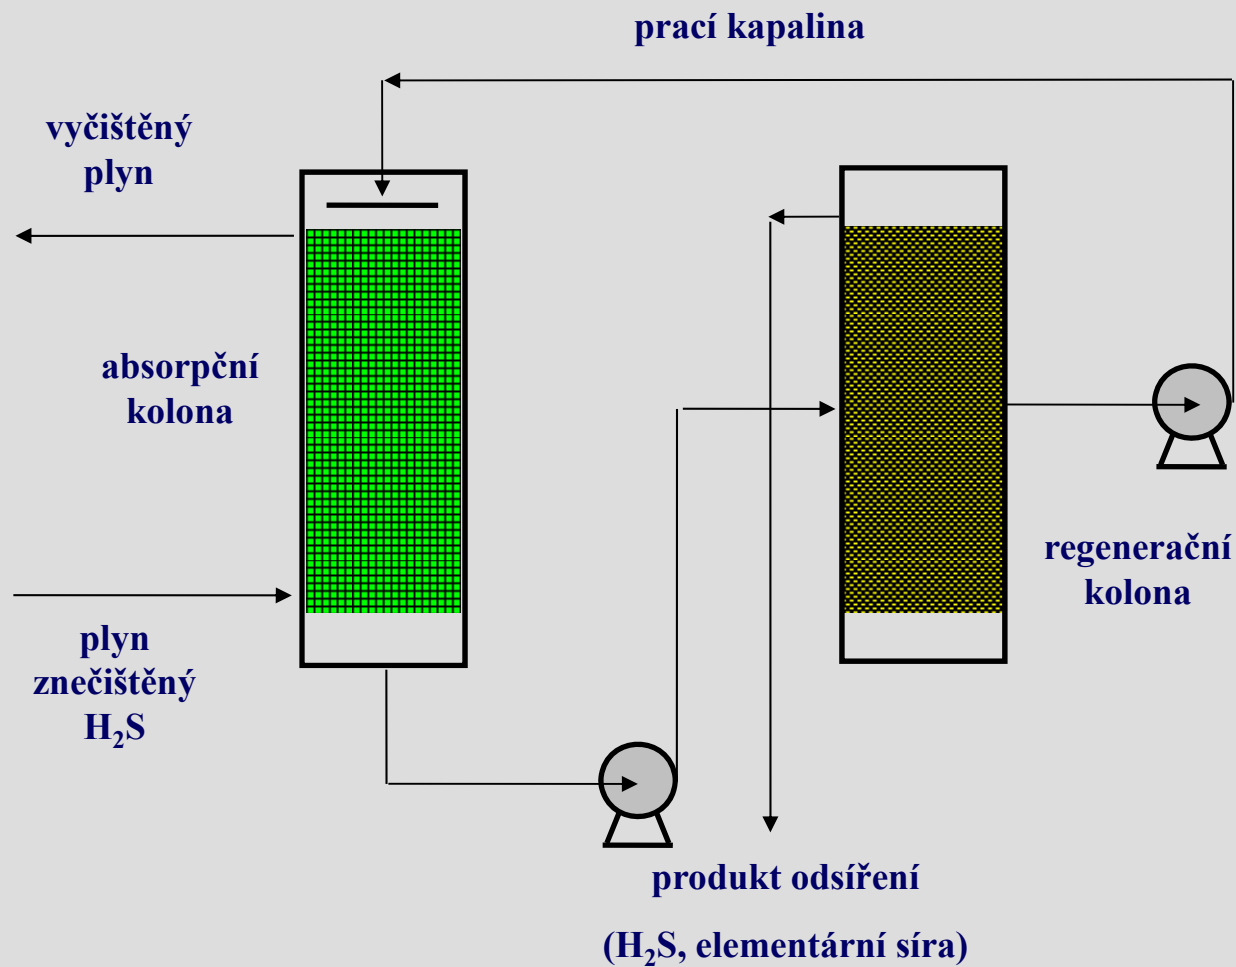 prací kapalina
vyčištěný
plyn
absorpční
kolona
regenerační
kolona
plyn
znečištěný
H₂S
produkt odsíření
(H₂S, elementární síra)